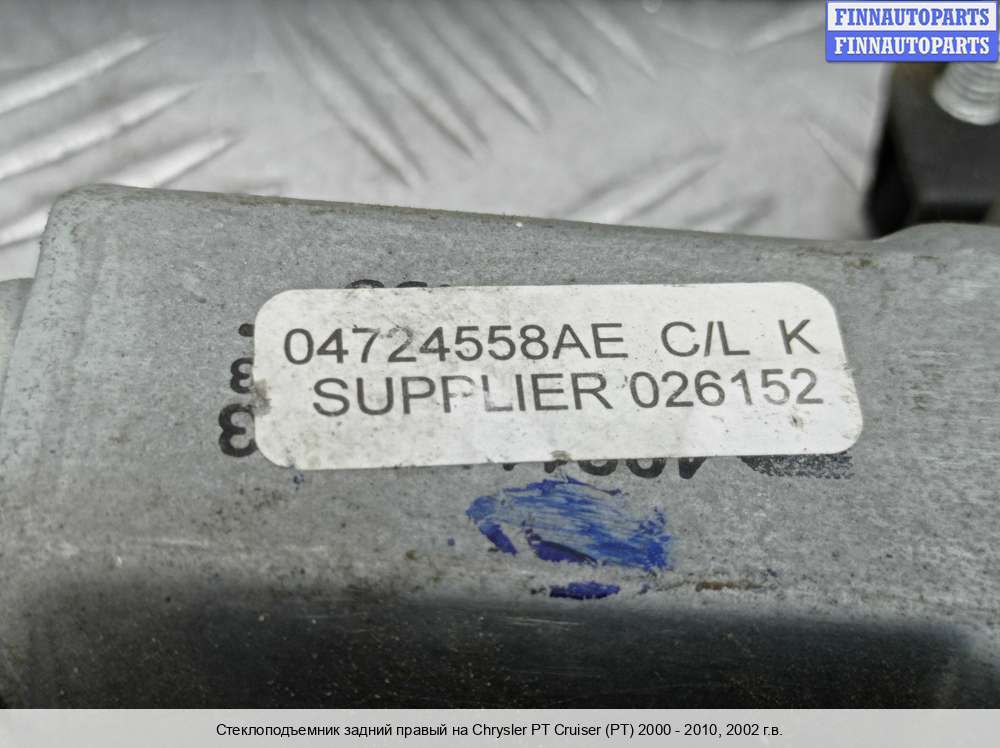 FINNAUTOPARTS
FINNAUTOPARTS
04724558AE C/L K
SUPPLIER 026152
Стеклоподъемник задний правый на Chrysler PT Cruiser (PT) 2000 - 2010, 2002 г.в.